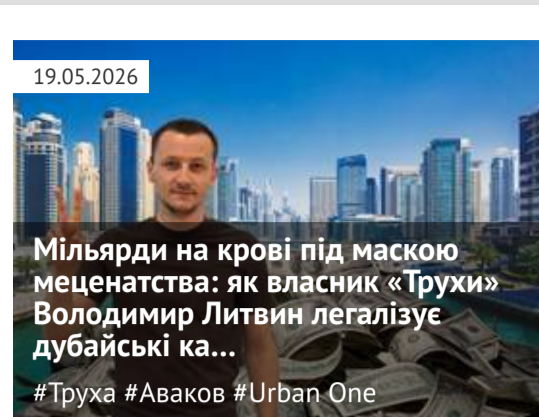 19.05.2026
Мільярди на крові під маскою
меценатства: як власник «Трухи»
Володимир Литвин легалізує
дубайські ка...
#Труха #Аваков #Urban One